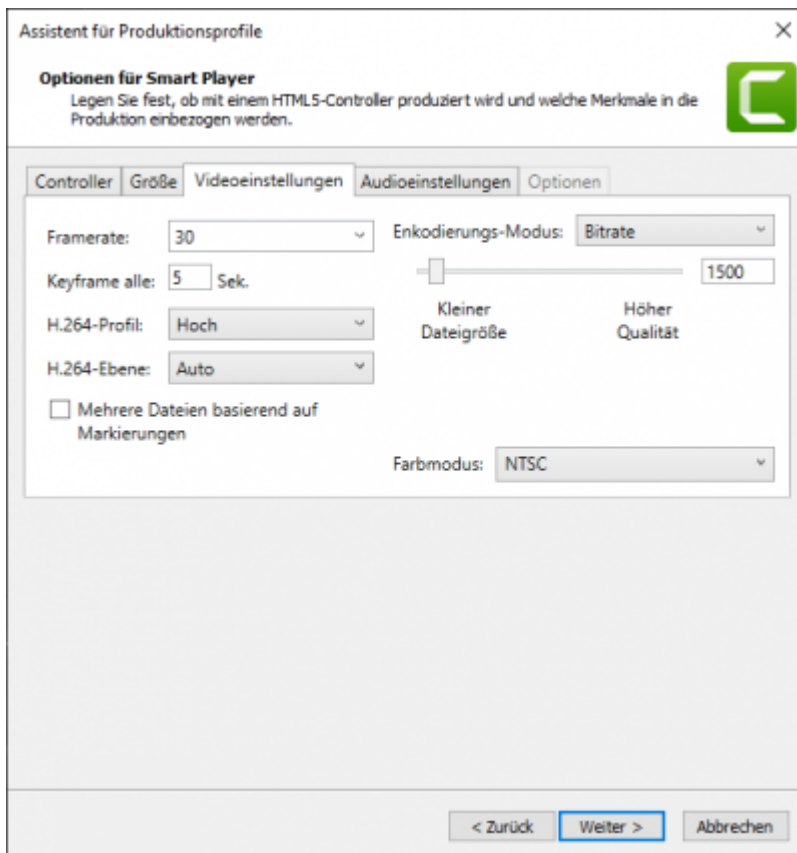 Assistent für Produktionsprofile
Optionen für Smart Player
Legen Sie fest, ob mit einem HTML5-Controller produziert wird und welche Merkmale in die
Produktion einbezogen werden.
Controller Größe Videoeinstellungen Audioeinstellungen Optionen
Framerate: 30
Keyframe alle: 5 Sek.
H.264-Profil: Hoch
H.264-Ebene: Auto
Mehrere Dateien basierend auf
Markierungen
Enkodierungs-Modus: Bitrate
1500
Kleiner
Dateigröße
Höher
Qualität
Farbmodus: NTSC
< Zurück Weiter > Abbrechen